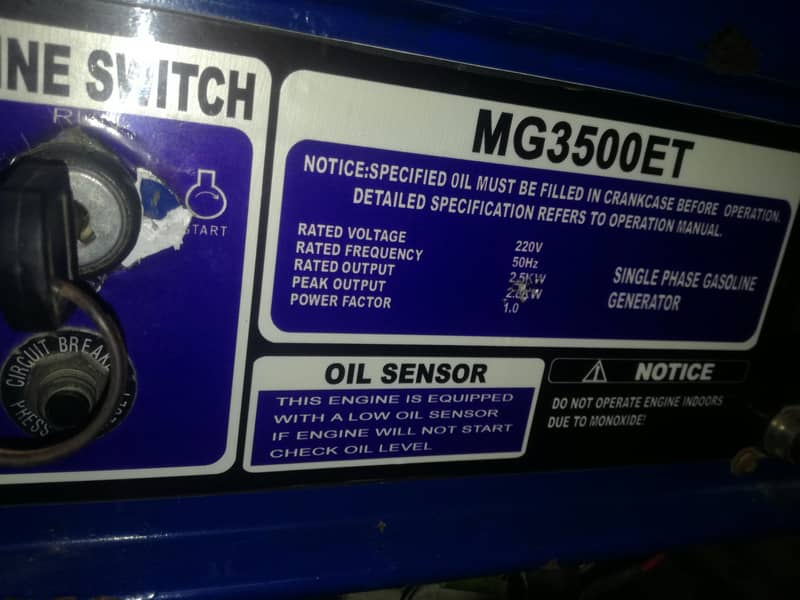 INE SWITCH
START
CIRCUIT BREAK
PRESS
MG3500ET
NOTICE:SPECIFIED OIL MUST BE FILLED IN CRANKCASE BEFORE OPERATION.
DETAILED SPECIFICATION REFERS TO OPERATION MANUAL.
RATED VOLTAGE 220V
RATED FREQUENCY 50Hz
RATED OUTPUT 2.5KW
PEAK OUTPUT
POWER FACTOR 1.0
SINGLE PHASE GASOLINE
GENERATOR
OIL SENSOR
THIS ENGINE IS EQUIPPED
WITH A LOW OIL SENSOR
IF ENGINE WILL NOT START
CHECK OIL LEVEL
NOTICE
DO NOT OPERATE ENGINE INDOORS
DUE TO MONOXIDE!